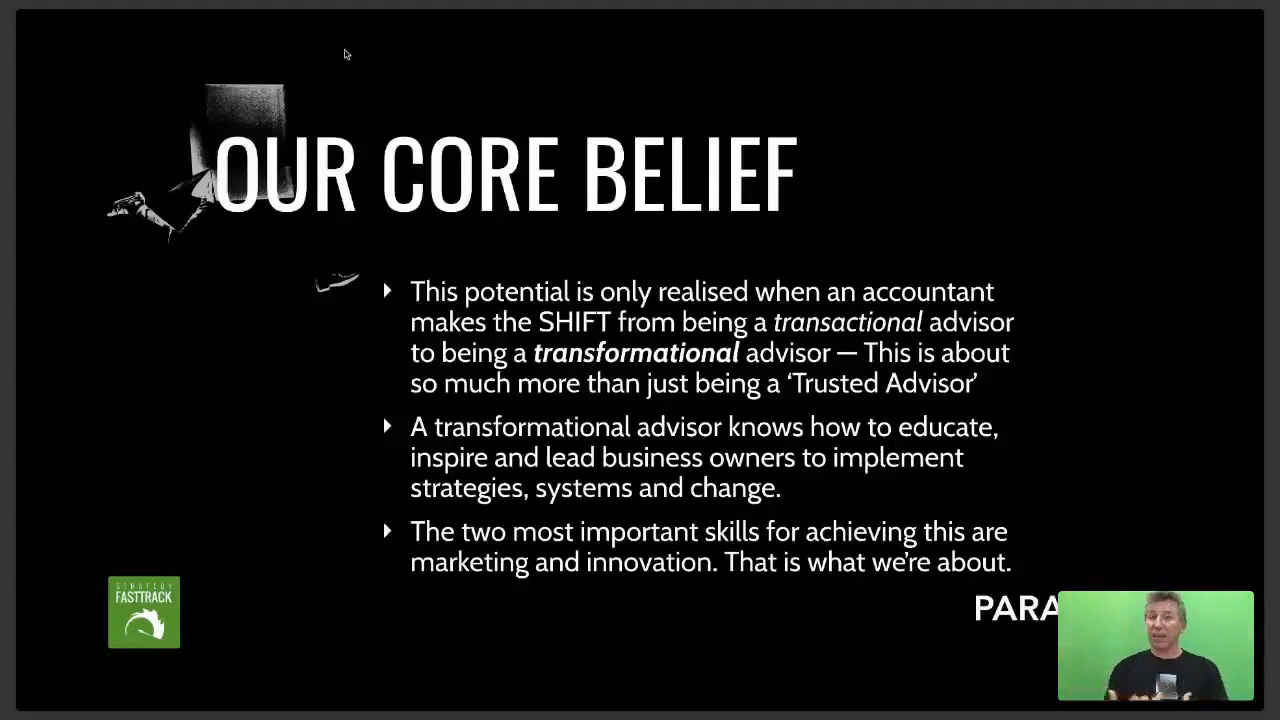 OUR CORE BELIEF
This potential is only realised when an accountant
makes the SHIFT from being a transactional advisor
to being a transformational advisor — This is about
so much more than just being a ‘Trusted Advisor’
A transformational advisor knows how to educate,
inspire and lead business owners to implement
strategies, systems and change.
The two most important skills for achieving this are
marketing and innovation. That is what we’re about.
STRATEGY
FASTTRACK
PARA